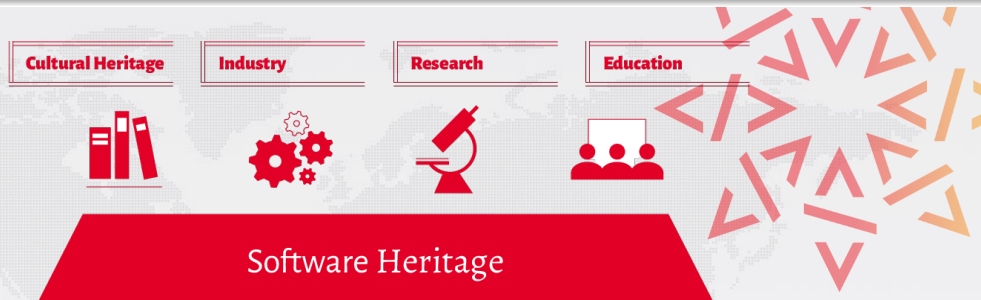 Cultural Heritage
Industry
Research
Education
Software Heritage